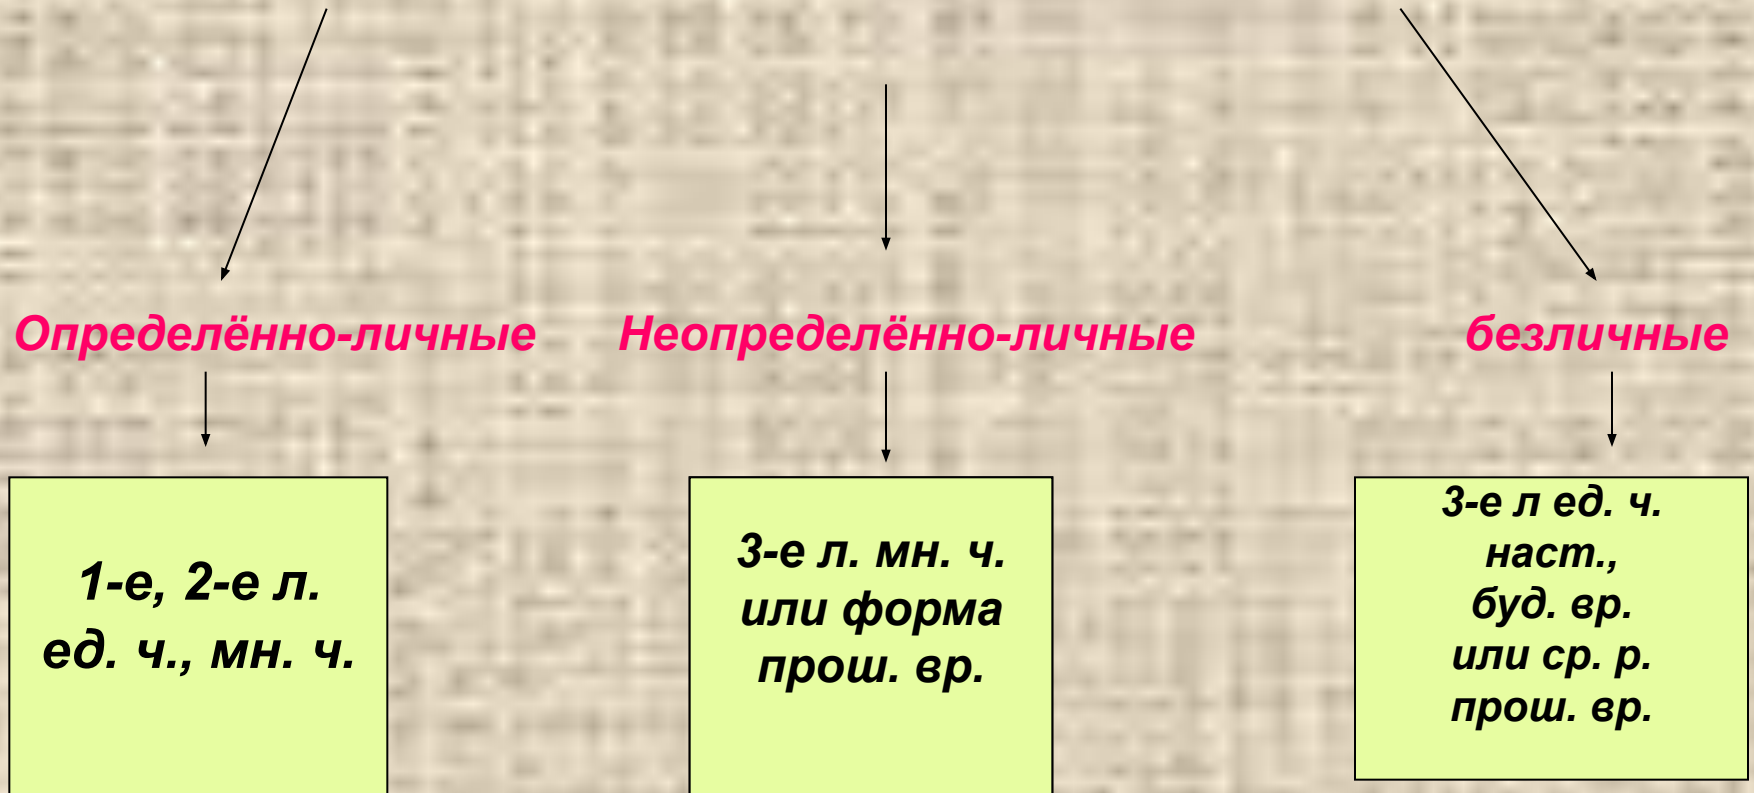 Определённо-личные
Неопределённо-личные
безличные
1-е, 2-е л.
ед. ч., мн. ч.
3-е л. мн. ч.
или форма
прош. вр.
3-е л ед. ч.
наст.,
буд. вр.
или ср. р.
прош. вр.